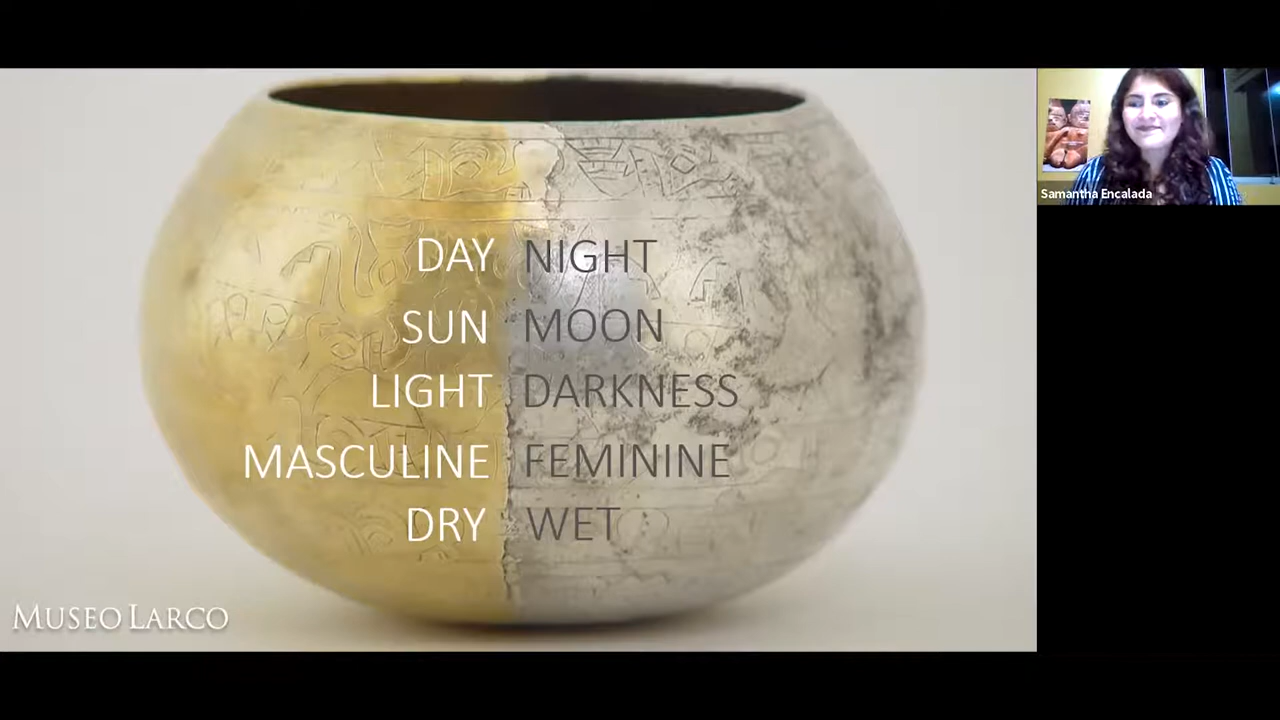 DAY NIGHT
SUN MOON
LIGHT DARKNESS
MASCULINE FEMININE
DRY WET
MUSEO LARCO
Samantha Encalada